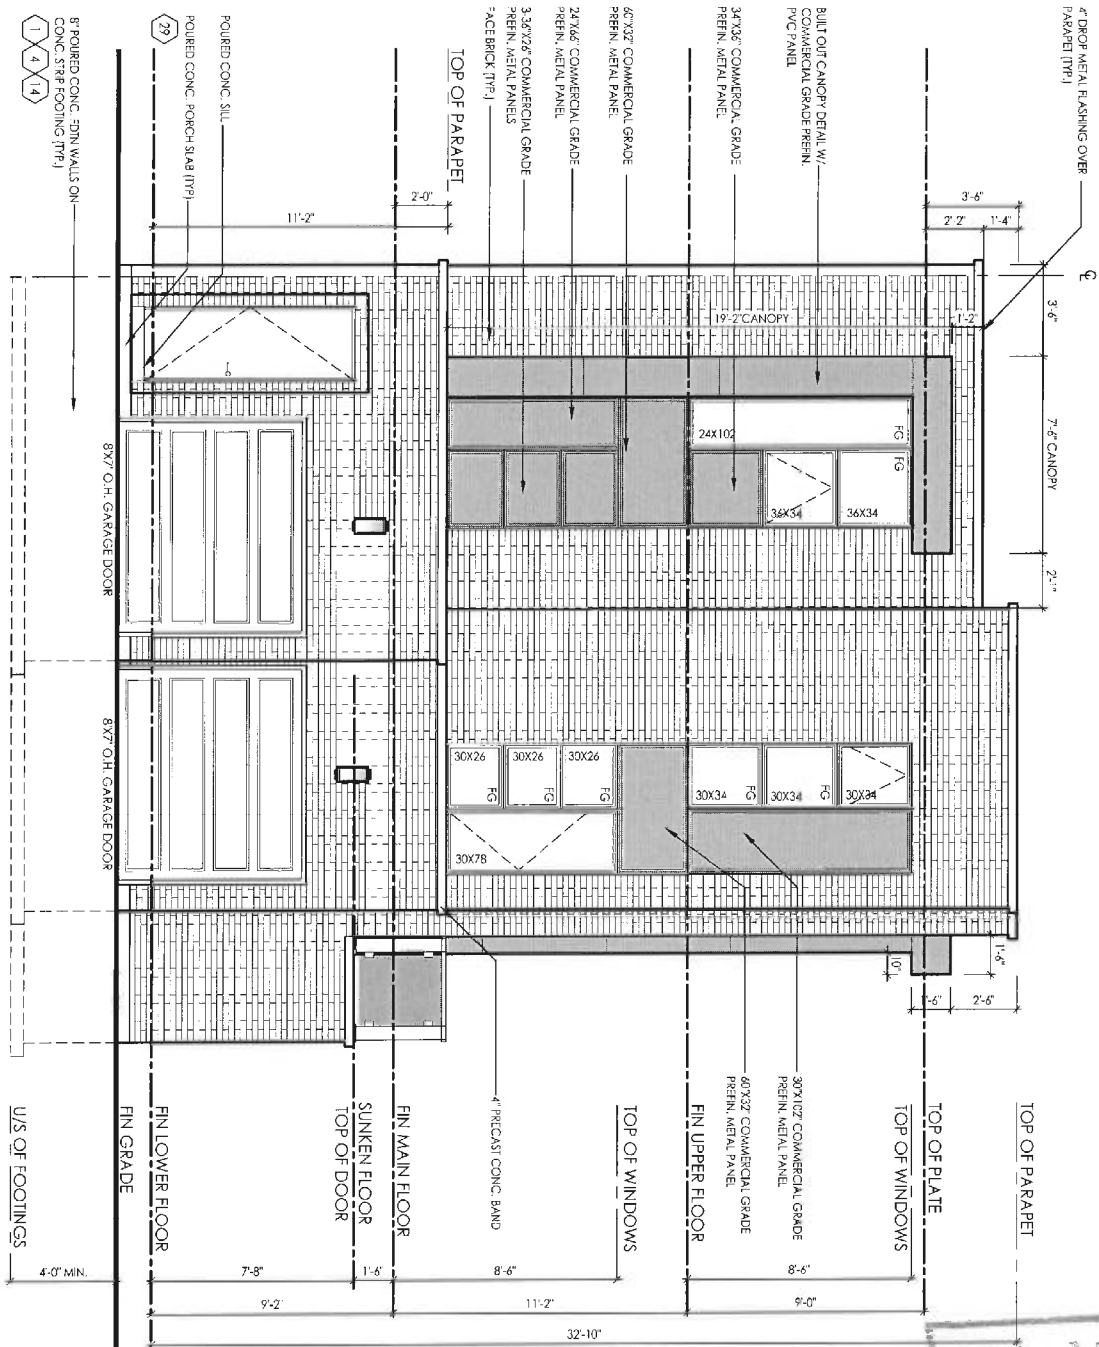 4" DROP METAL FLASHING OVER
PARAPET (TYP.)
BUILT OUT CANOPY DETAIL W/
COMMERCIAL GRADE PREFIN.
PVC PANEL
34"X36" COMMERCIAL GRADE
PREFIN. METAL PANEL
60"X32" COMMERCIAL GRADE
PREFIN. METAL PANEL
24"X66" COMMERCIAL GRADE
PREFIN. METAL PANEL
3-36"X26" COMMERCIAL GRADE
PREFIN. METAL PANELS
FACE BRICK (TYP.)
TOP OF PARAPET
POURED CONC. SILL
POURED CONC. PORCH SLAB (TYP)
29
8" POURED CONC. FDTN WALLS ON
CONC. STRIP FOOTING (TYP.)
1 4 14
3'-6"
2'-2"
1'-4"
2'-0"
11'-2"
℄
3'-6"
7'-6" CANOPY
2'-1"
19'-2" CANOPY
1'-2"
24X102
FG
FG
36X34
36X34
8'X7' O.H. GARAGE DOOR
8'X7' O.H. GARAGE DOOR
30X26
FG
30X26
FG
30X26
FG
30X34
FG
30X34
FG
30X34
30X78
1'-6"
10"
1'-6"
2'-6"
30"X102" COMMERCIAL GRADE
PREFIN. METAL PANEL
60"X32" COMMERCIAL GRADE
PREFIN. METAL PANEL
4" PRECAST CONC. BAND
TOP OF PARAPET
TOP OF PLATE
TOP OF WINDOWS
FIN UPPER FLOOR
TOP OF WINDOWS
FIN MAIN FLOOR
SUNKEN FLOOR
TOP OF DOOR
FIN LOWER FLOOR
FIN GRADE
U/S OF FOOTINGS
4'-0" MIN.
7'-8"
1'-6"
8'-6"
8'-6"
9'-2"
11'-2"
9'-0"
32'-10"